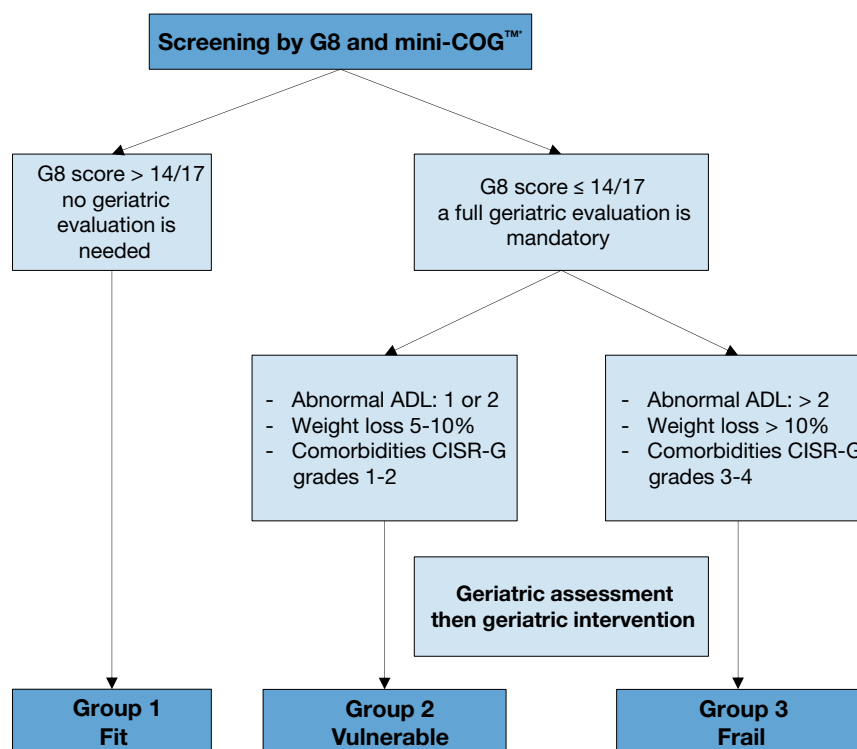 Screening by G8 and mini-COG™*
G8 score > 14/17
no geriatric
evaluation is
needed
G8 score ≤ 14/17
a full geriatric evaluation is
mandatory
- Abnormal ADL: 1 or 2
- Weight loss 5-10%
- Comorbidities CISR-G
grades 1-2
- Abnormal ADL: > 2
- Weight loss > 10%
- Comorbidities CISR-G
grades 3-4
Geriatric assessment
then geriatric intervention
Group 1
Fit
Group 2
Vulnerable
Group 3
Frail